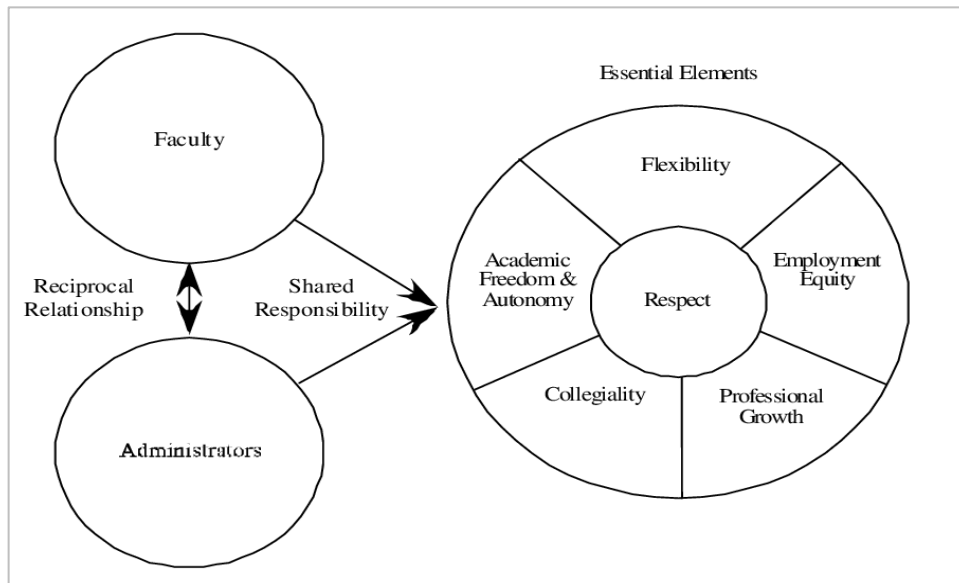 Essential Elements
Faculty
Flexibility
Reciprocal
Relationship
Shared
Responsibility
Academic
Freedom &
Autonomy
Respect
Employment
Equity
Collegiality
Professional
Growth
Administrators